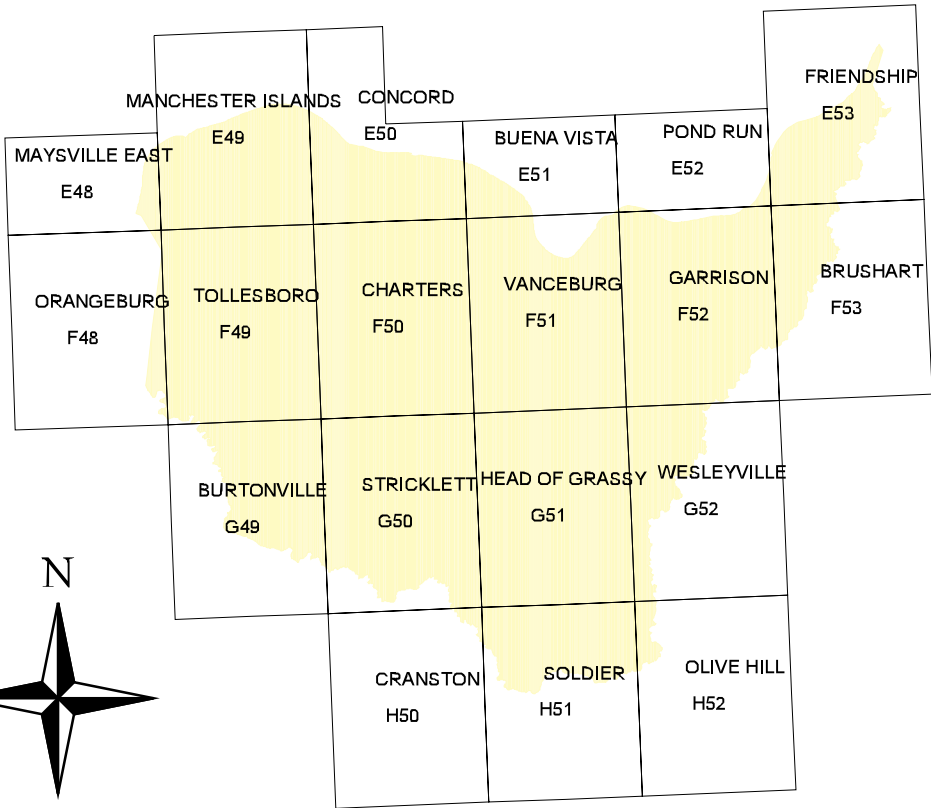 FRIENDSHIP
E53
MANCHESTER ISLANDS
E49
CONCORD
E50
BUENA VISTA
E51
POND RUN
E52
MAYSVILLE EAST
E48
ORANGEBURG
F48
TOLLESBORO
F49
CHARTERS
F50
VANCEBURG
F51
GARRISON
F52
BRUSHART
F53
BURTONVILLE
G49
STRICKLETT
G50
HEAD OF GRASSY
G51
WESLEYVILLE
G52
N
CRANSTON
H50
SOLDIER
H51
OLIVE HILL
H52